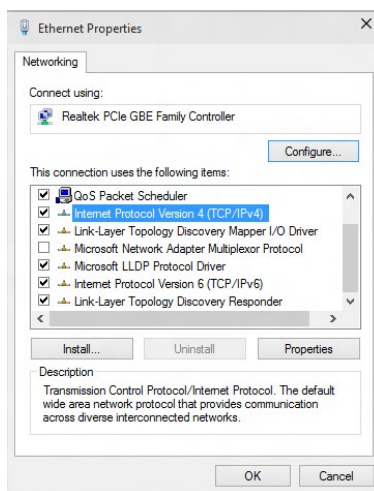 Ethernet Properties
Networking
Connect using:
Realtek PCIe GBE Family Controller
Configure...
This connection uses the following items:
QoS Packet Scheduler
Internet Protocol Version 4 (TCP/IPv4)
Link-Layer Topology Discovery Mapper I/O Driver
Microsoft Network Adapter Multiplexor Protocol
Microsoft LLDP Protocol Driver
Internet Protocol Version 6 (TCP/IPv6)
Link-Layer Topology Discovery Responder
Install... Uninstall Properties
Description
Transmission Control Protocol/Internet Protocol. The default
wide area network protocol that provides communication
across diverse interconnected networks.
OK Cancel